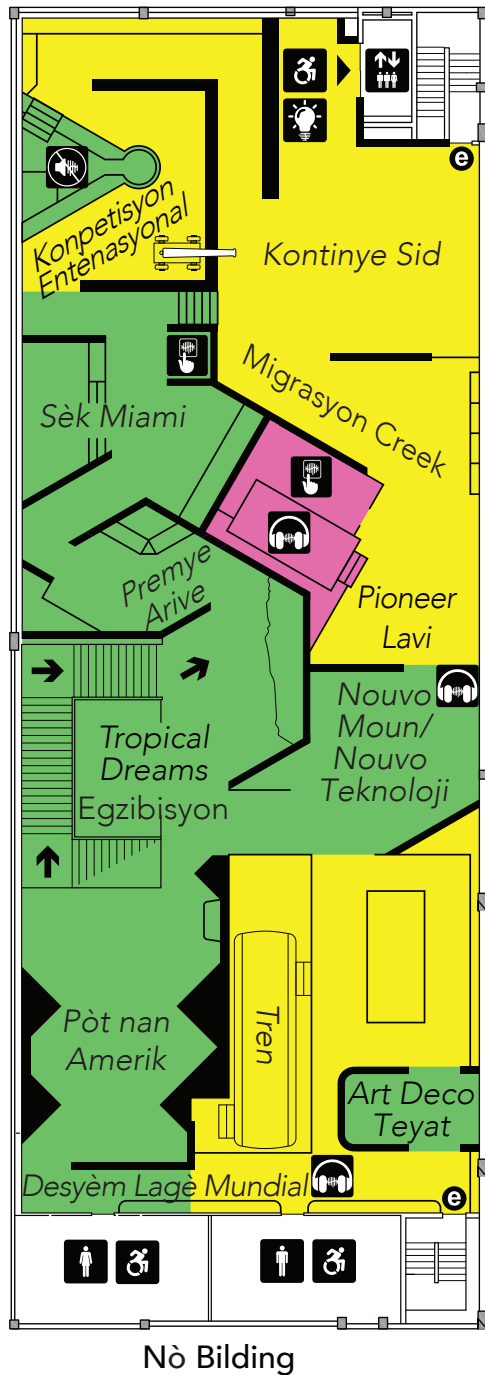 e
Konpetisyon
Entenasyonal
Kontinye Sid
Migrasyon Creek
Sèk Miami
Premye
Arive
Pioneer
Lavi
Nouvo
Moun/
Nouvo
Teknoloji
Tropical
Dreams
Egzibisyon
Pòt nan
Amerik
Tren
Art Deco
Teyat
Desyèm Lagè Mundial
e
Nò Bilding